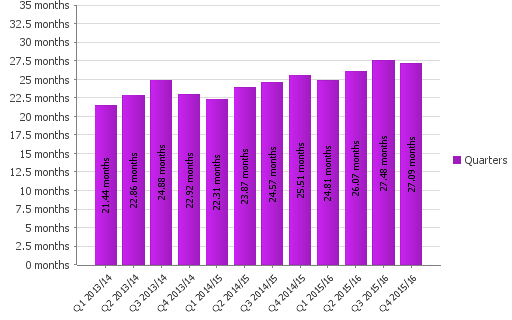 35 months
32.5 months
30 months
27.5 months
25 months
22.5 months
20 months
17.5 months
15 months
12.5 months
10 months
7.5 months
5 months
2.5 months
0 months
21.44 months
22.86 months
24.88 months
22.92 months
22.31 months
23.87 months
24.57 months
25.51 months
24.81 months
26.07 months
27.48 months
27.09 months
Q1 2013/14
Q2 2013/14
Q3 2013/14
Q4 2013/14
Q1 2014/15
Q2 2014/15
Q3 2014/15
Q4 2014/15
Q1 2015/16
Q2 2015/16
Q3 2015/16
Q4 2015/16
Quarters